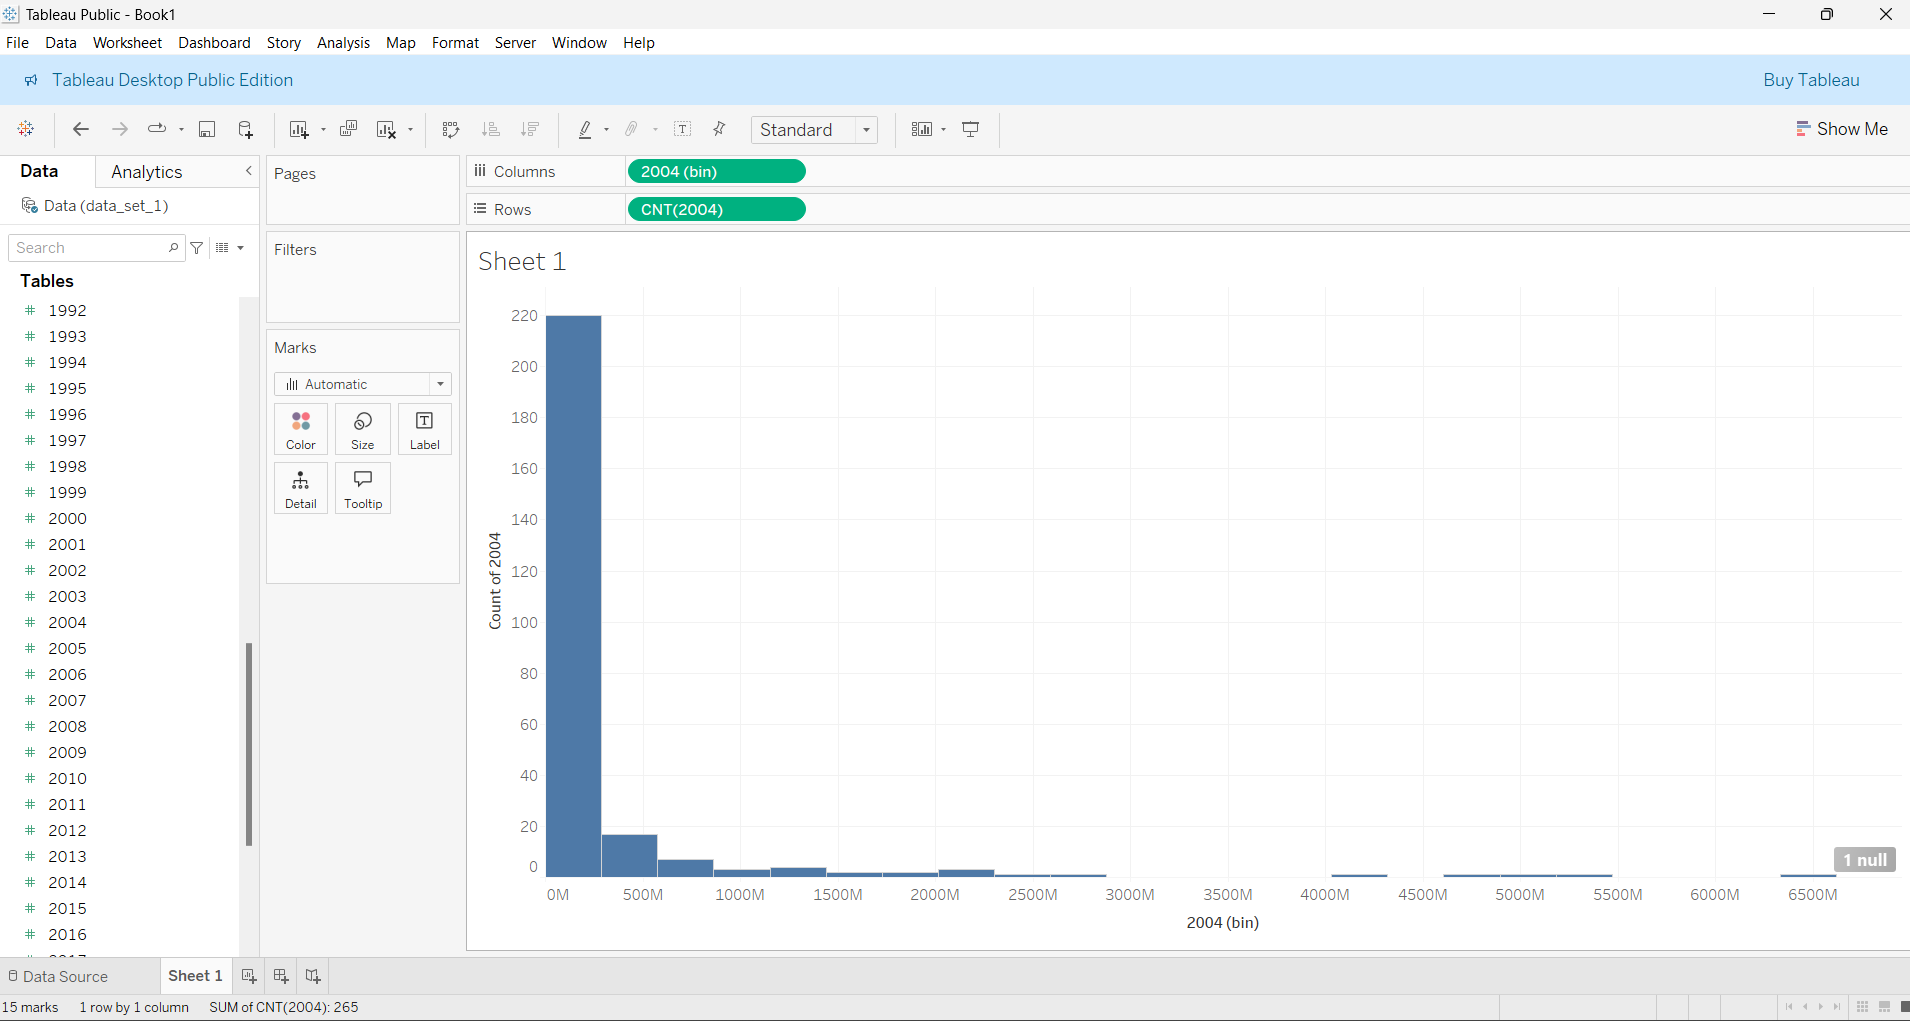 Tableau Public - Book1
File Data Worksheet Dashboard Story Analysis Map Format Server Window Help
Tableau Desktop Public Edition
Buy Tableau
Standard
Show Me
Data
Analytics
Data (data_set_1)
Search
Tables
1992
1993
1994
1995
1996
1997
1998
1999
2000
2001
2002
2003
2004
2005
2006
2007
2008
2009
2010
2011
2012
2013
2014
2015
2016
Pages
Filters
Marks
Automatic
Color Size Label
Detail Tooltip
Columns
2004 (bin)
Rows
CNT(2004)
Sheet 1
220
200
180
160
140
120
100
80
60
40
20
0
Count of 2004
1 null
0M 500M 1000M 1500M 2000M 2500M 3000M 3500M 4000M 4500M 5000M 5500M 6000M 6500M
2004 (bin)
Data Source
Sheet 1
15 marks 1 row by 1 column SUM of CNT(2004): 265